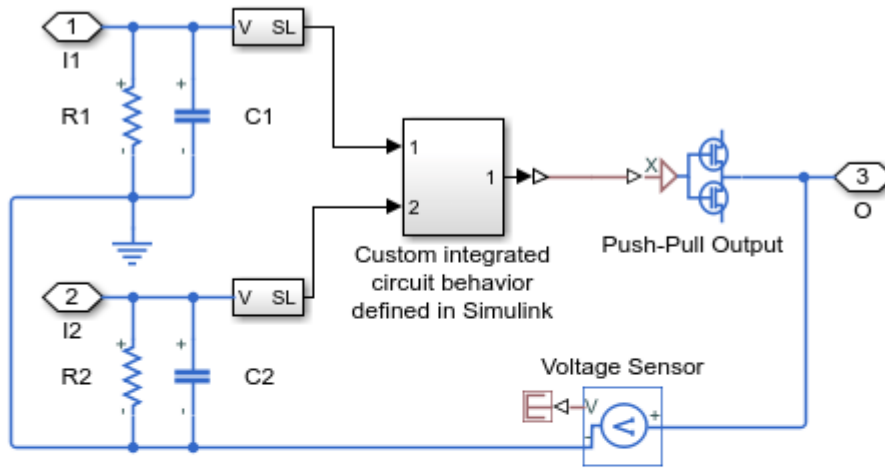 1
V SL
I1
+ +
R1 C1
- -
1
1
2
X
3
O
Push-Pull Output
Custom integrated
circuit behavior
defined in Simulink
2
V SL
I2
+ +
R2 C2
- -
Voltage Sensor
V
+
-
V